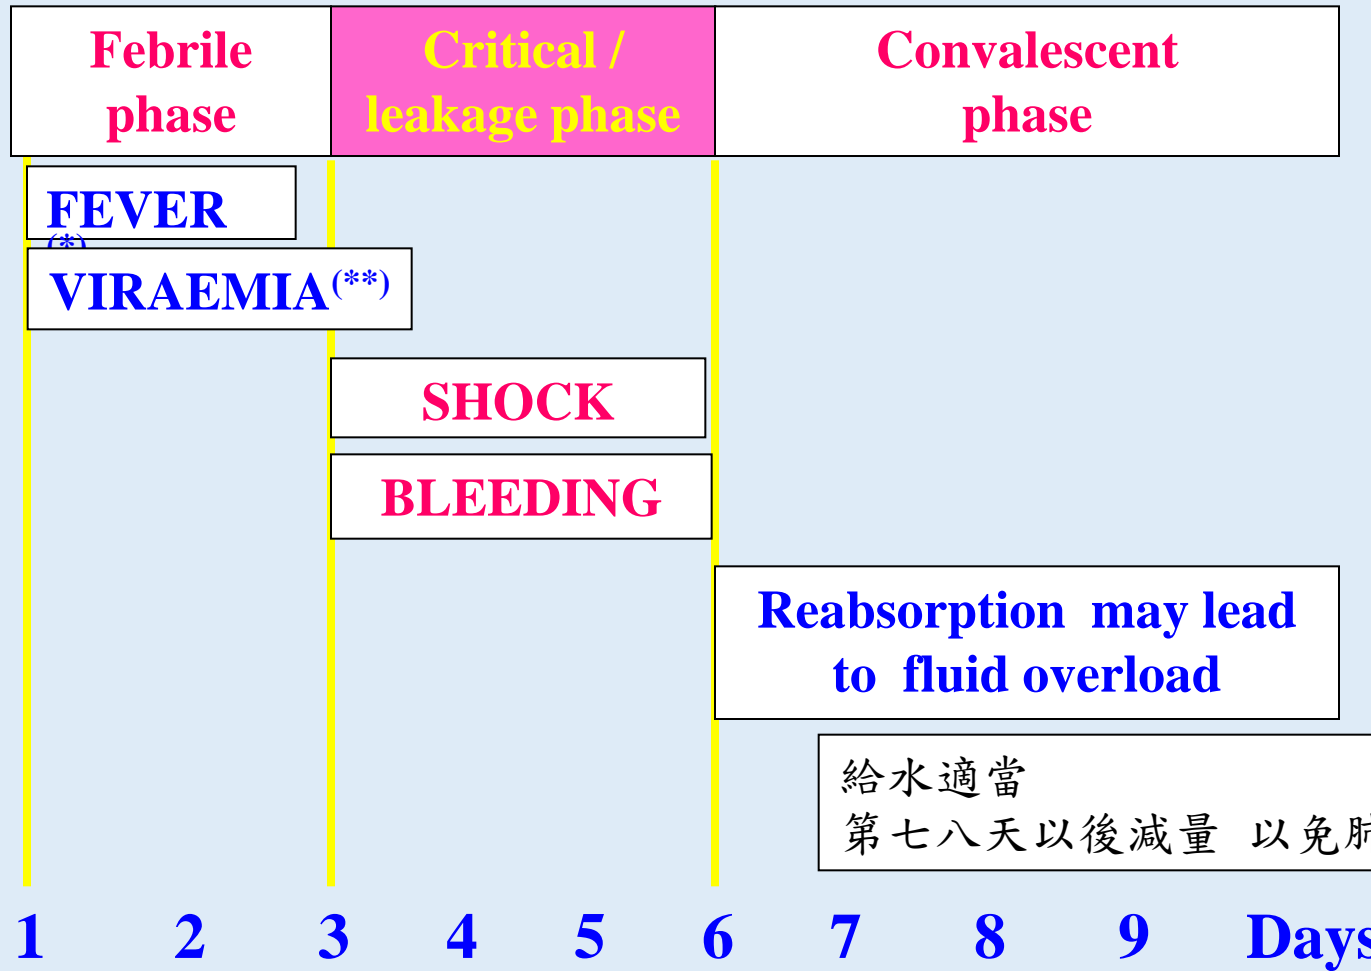 Febrile
phase
Critical /
leakage phase
Convalescent
phase
FEVER
(*)
VIRAEMIA(**)
SHOCK
BLEEDING
Reabsorption may lead
to fluid overload
給水適當
第七八天以後減量 以免肺
1 2 3 4 5 6 7 8 9 Days